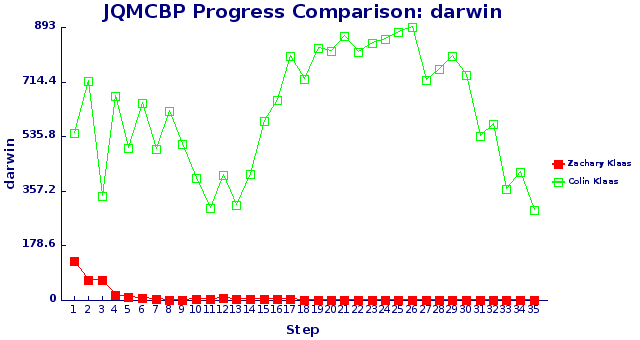 JQMCBP Progress Comparison: darwin
893
714.4
535.8
357.2
178.6
0
darwin
1 2 3 4 5 6 7 8 9 10 11 12 13 14 15 16 17 18 19 20 21 22 23 24 25 26 27 28 29 30 31 32 33 34 35
Step
Zachary Klaas
Colin Klaas